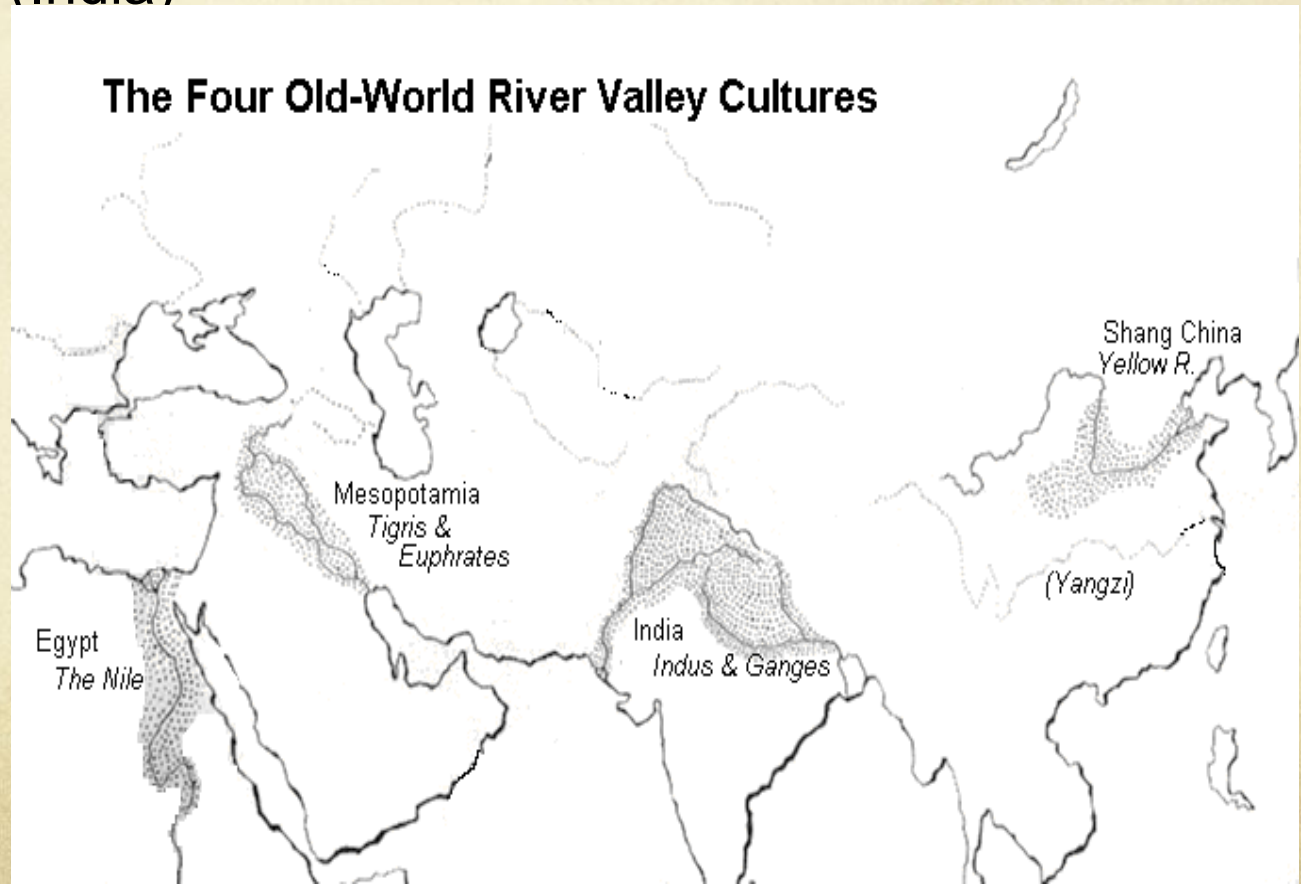 (India)
The Four Old-World River Valley Cultures
Shang China
Yellow R.
Mesopotamia
Tigris &
Euphrates
(Yangzi)
Egypt
The Nile
India
Indus & Ganges